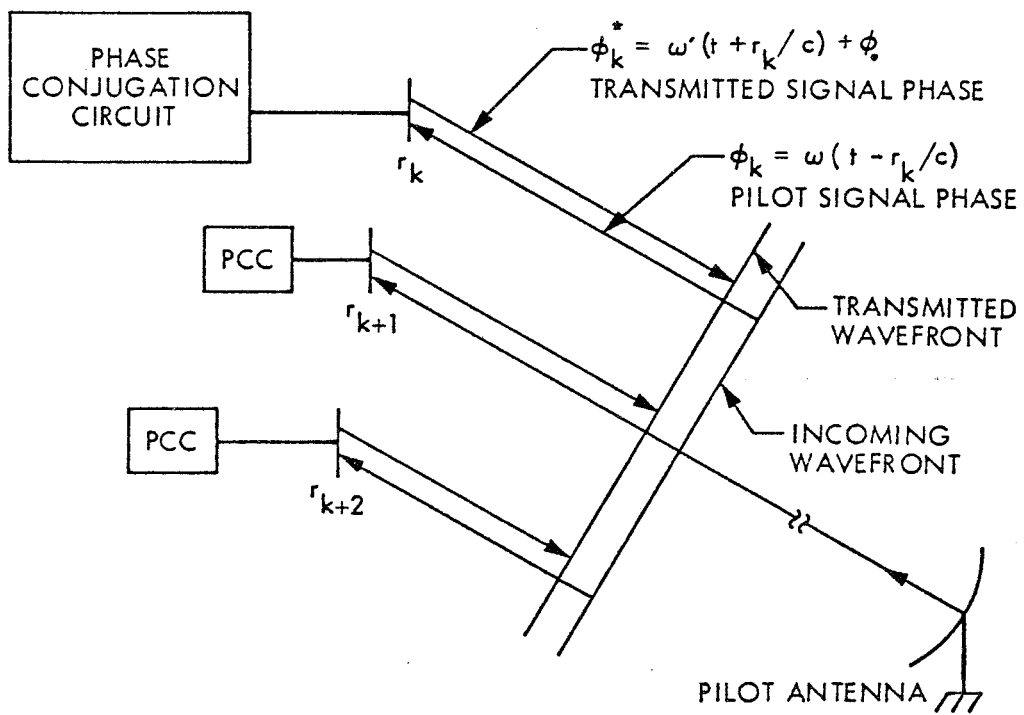 PHASE
CONJUGATION
CIRCUIT
ϕ*ₖ = ω′(t + rₖ/c) + ϕ₀
TRANSMITTED SIGNAL PHASE
rₖ
ϕₖ = ω(t − rₖ/c)
PILOT SIGNAL PHASE
PCC
rₖ₊₁
TRANSMITTED
WAVEFRONT
PCC
rₖ₊₂
INCOMING
WAVEFRONT
PILOT ANTENNA